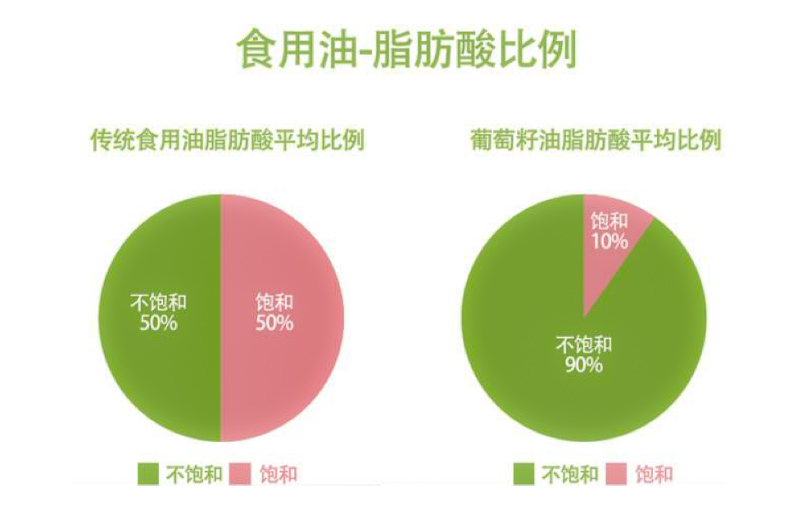 食用油-脂肪酸比例
传统食用油脂肪酸平均比例
不饱和
50%
饱和
50%
不饱和
饱和
葡萄籽油脂肪酸平均比例
饱和
10%
不饱和
90%
不饱和
饱和